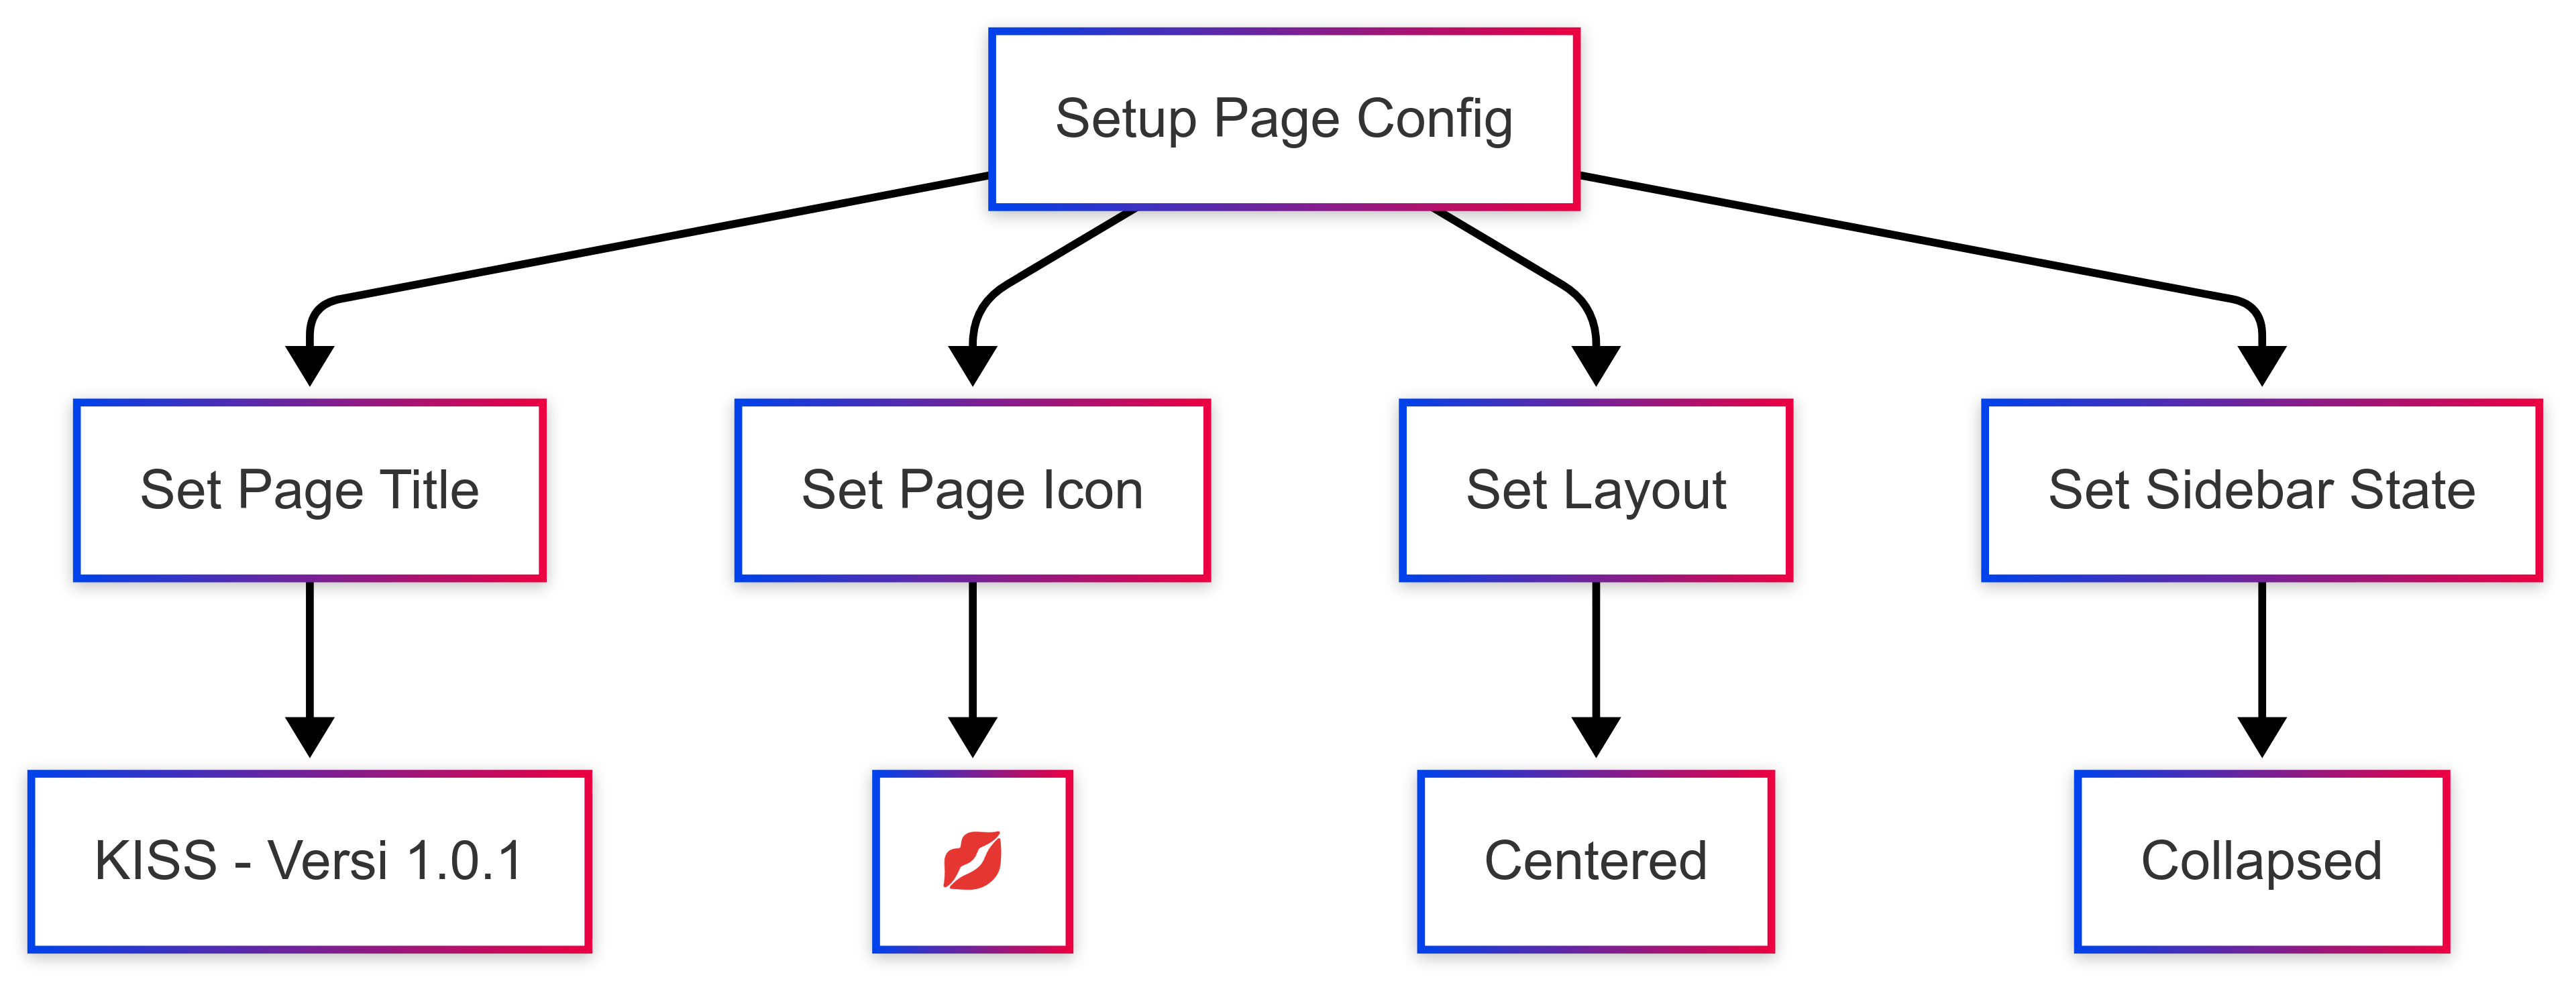 Setup Page Config
Set Page Title
Set Page Icon
Set Layout
Set Sidebar State
KISS - Versi 1.0.1
💋
Centered
Collapsed